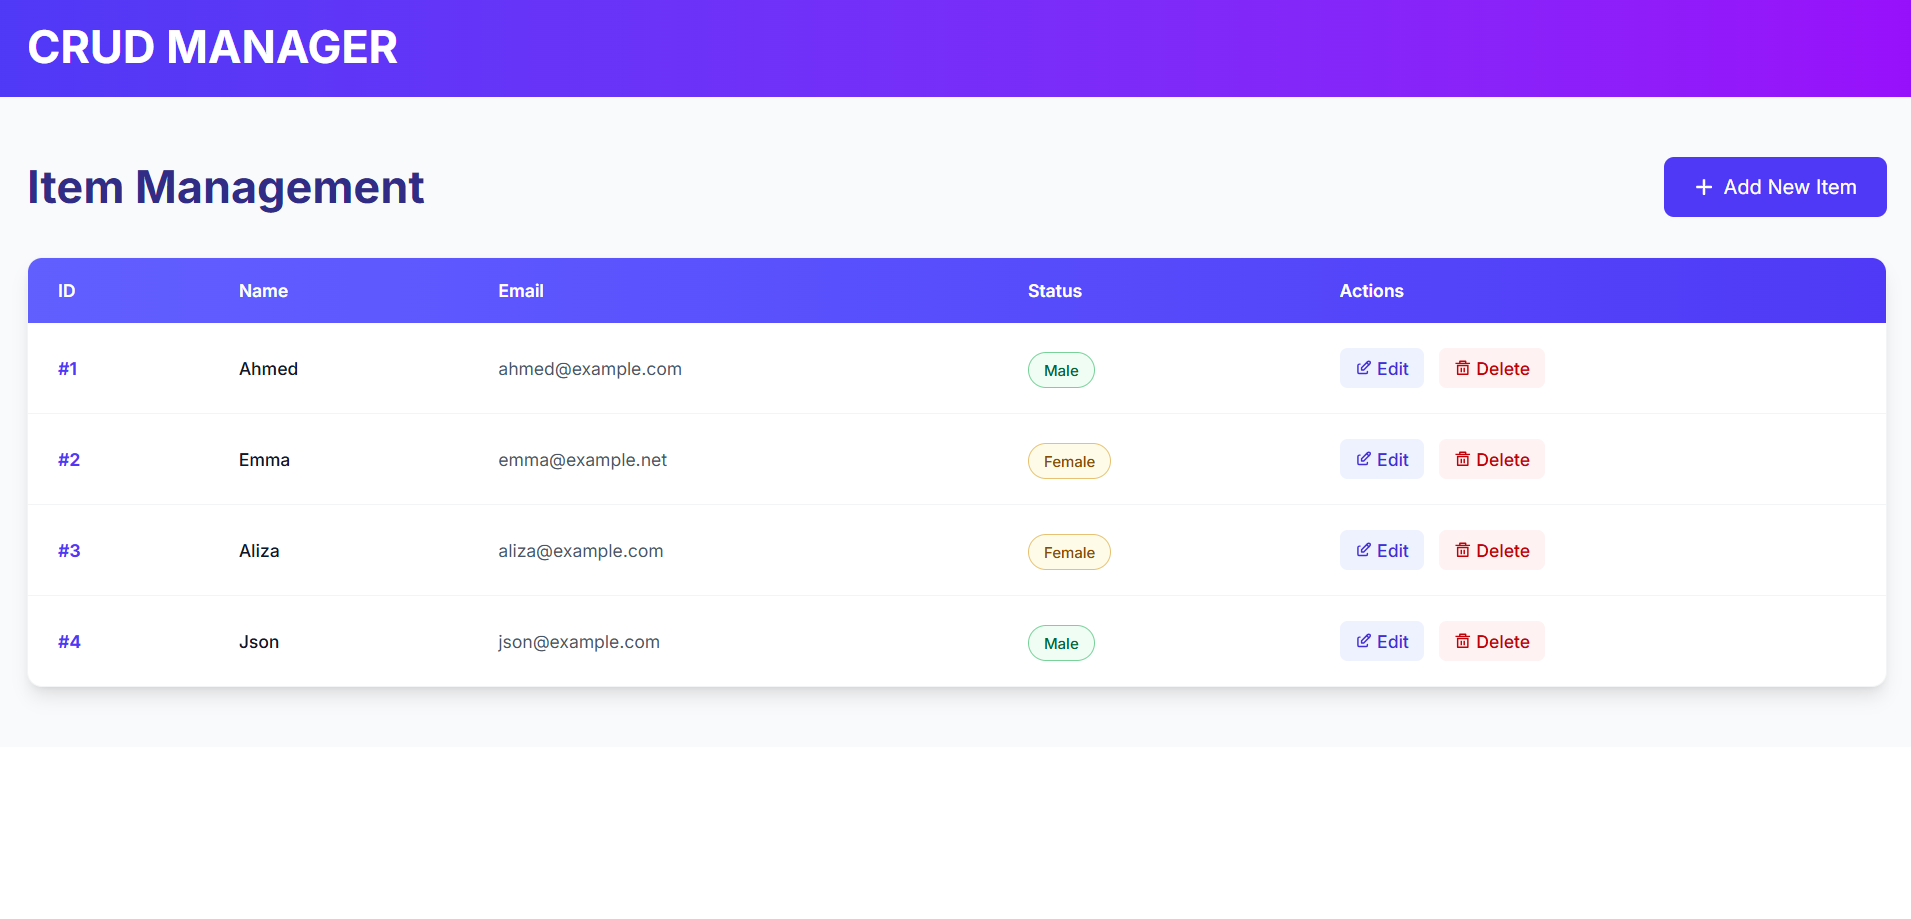 CRUD MANAGER
Item Management
Add New Item
ID Name Email Status Actions
#1 Ahmed ahmed@example.com Male Edit Delete
#2 Emma emma@example.net Female Edit Delete
#3 Aliza aliza@example.com Female Edit Delete
#4 Json json@example.com Male Edit Delete